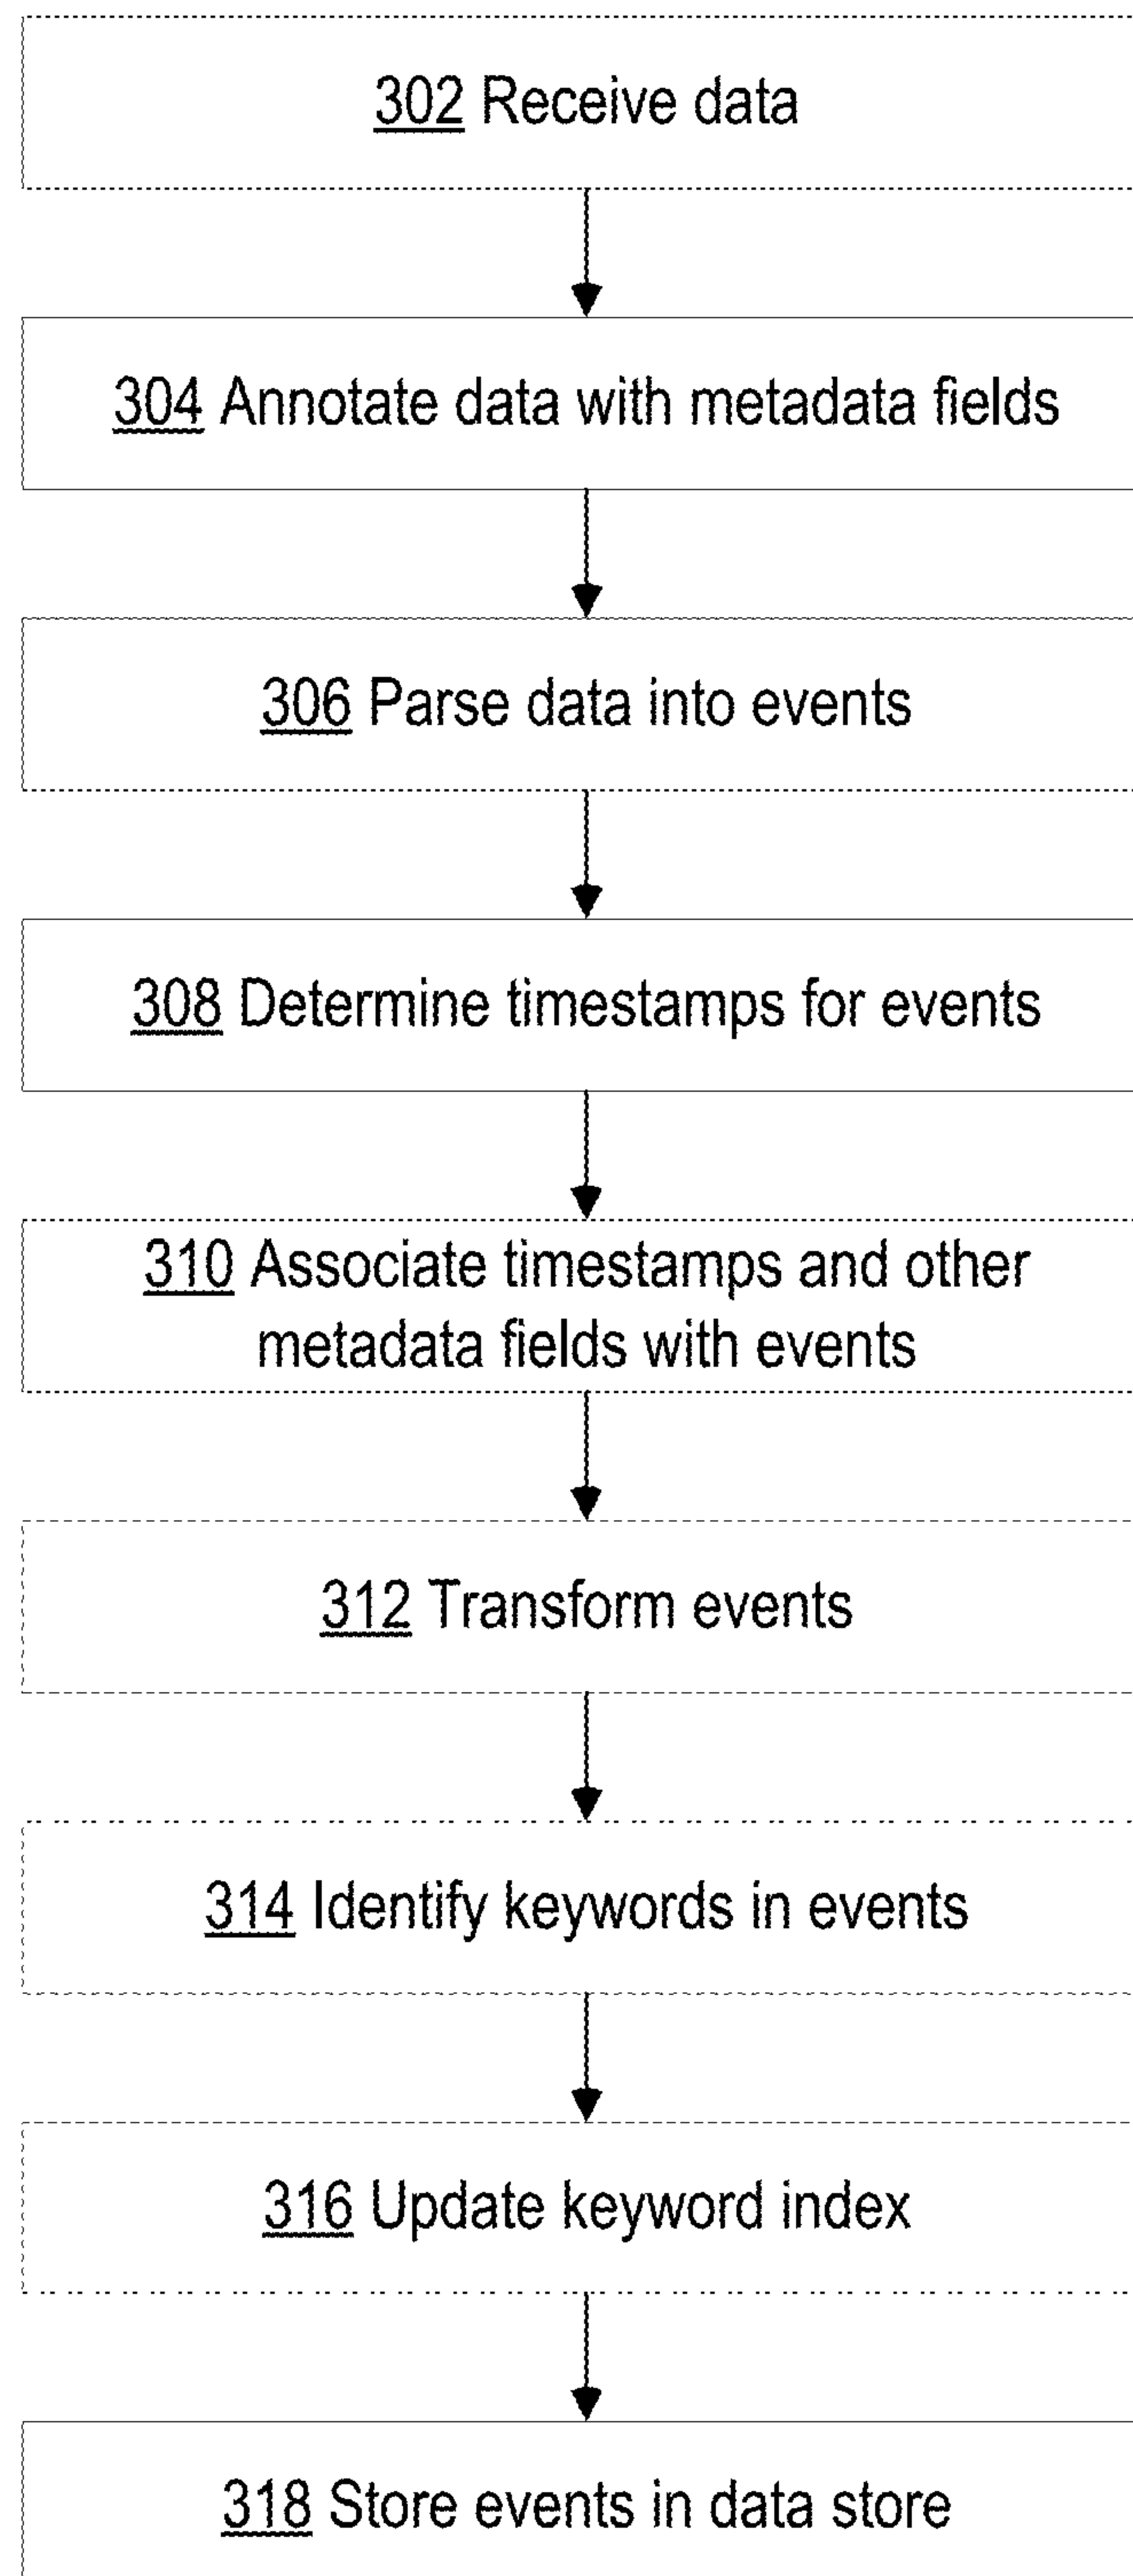 302 Receive data
304 Annotate data with metadata fields
306 Parse data into events
308 Determine timestamps for events
310 Associate timestamps and other
metadata fields with events
312 Transform events
314 Identify keywords in events
316 Update keyword index
318 Store events in data store